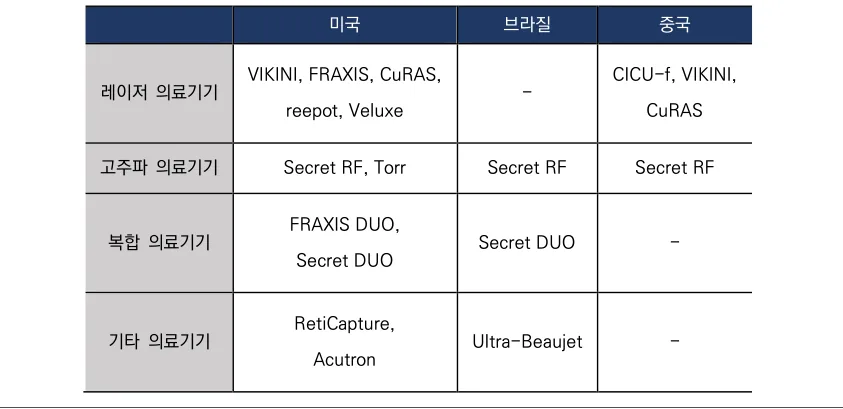 미국 브라질 중국
레이저 의료기기
VIKINI, FRAXIS, CuRAS,
reepot, Veluxe
-
CICU-f, VIKINI,
CuRAS
고주파 의료기기 Secret RF, Torr Secret RF Secret RF
복합 의료기기
FRAXIS DUO,
Secret DUO
Secret DUO
-
기타 의료기기
RetiCapture,
Acutron
Ultra-Beaujet
-